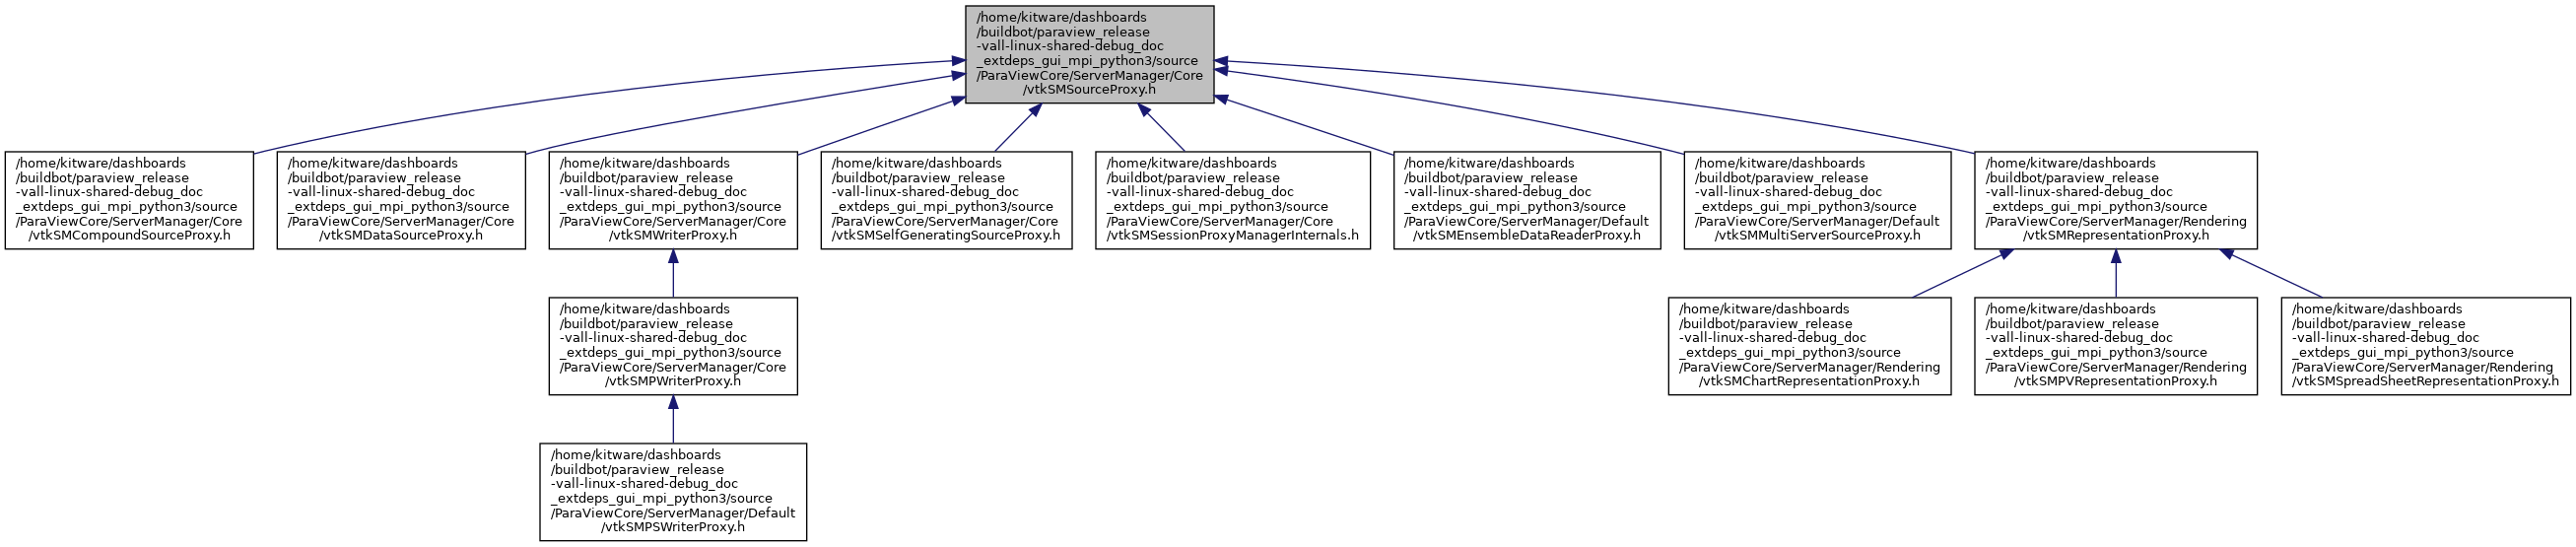 /home/kitware/dashboards
/buildbot/paraview_release
-vall-linux-shared-debug_doc
_extdeps_gui_mpi_python3/source
/ParaViewCore/ServerManager/Core
/vtkSMSourceProxy.h
/home/kitware/dashboards
/buildbot/paraview_release
-vall-linux-shared-debug_doc
_extdeps_gui_mpi_python3/source
/ParaViewCore/ServerManager/Core
/vtkSMCompoundSourceProxy.h
/home/kitware/dashboards
/buildbot/paraview_release
-vall-linux-shared-debug_doc
_extdeps_gui_mpi_python3/source
/ParaViewCore/ServerManager/Core
/vtkSMDataSourceProxy.h
/home/kitware/dashboards
/buildbot/paraview_release
-vall-linux-shared-debug_doc
_extdeps_gui_mpi_python3/source
/ParaViewCore/ServerManager/Core
/vtkSMWriterProxy.h
/home/kitware/dashboards
/buildbot/paraview_release
-vall-linux-shared-debug_doc
_extdeps_gui_mpi_python3/source
/ParaViewCore/ServerManager/Core
/vtkSMSelfGeneratingSourceProxy.h
/home/kitware/dashboards
/buildbot/paraview_release
-vall-linux-shared-debug_doc
_extdeps_gui_mpi_python3/source
/ParaViewCore/ServerManager/Core
/vtkSMSessionProxyManagerInternals.h
/home/kitware/dashboards
/buildbot/paraview_release
-vall-linux-shared-debug_doc
_extdeps_gui_mpi_python3/source
/ParaViewCore/ServerManager/Default
/vtkSMEnsembleDataReaderProxy.h
/home/kitware/dashboards
/buildbot/paraview_release
-vall-linux-shared-debug_doc
_extdeps_gui_mpi_python3/source
/ParaViewCore/ServerManager/Default
/vtkSMMultiServerSourceProxy.h
/home/kitware/dashboards
/buildbot/paraview_release
-vall-linux-shared-debug_doc
_extdeps_gui_mpi_python3/source
/ParaViewCore/ServerManager/Rendering
/vtkSMRepresentationProxy.h
/home/kitware/dashboards
/buildbot/paraview_release
-vall-linux-shared-debug_doc
_extdeps_gui_mpi_python3/source
/ParaViewCore/ServerManager/Core
/vtkSMPWriterProxy.h
/home/kitware/dashboards
/buildbot/paraview_release
-vall-linux-shared-debug_doc
_extdeps_gui_mpi_python3/source
/ParaViewCore/ServerManager/Rendering
/vtkSMChartRepresentationProxy.h
/home/kitware/dashboards
/buildbot/paraview_release
-vall-linux-shared-debug_doc
_extdeps_gui_mpi_python3/source
/ParaViewCore/ServerManager/Rendering
/vtkSMPVRepresentationProxy.h
/home/kitware/dashboards
/buildbot/paraview_release
-vall-linux-shared-debug_doc
_extdeps_gui_mpi_python3/source
/ParaViewCore/ServerManager/Rendering
/vtkSMSpreadSheetRepresentationProxy.h
/home/kitware/dashboards
/buildbot/paraview_release
-vall-linux-shared-debug_doc
_extdeps_gui_mpi_python3/source
/ParaViewCore/ServerManager/Default
/vtkSMPSWriterProxy.h